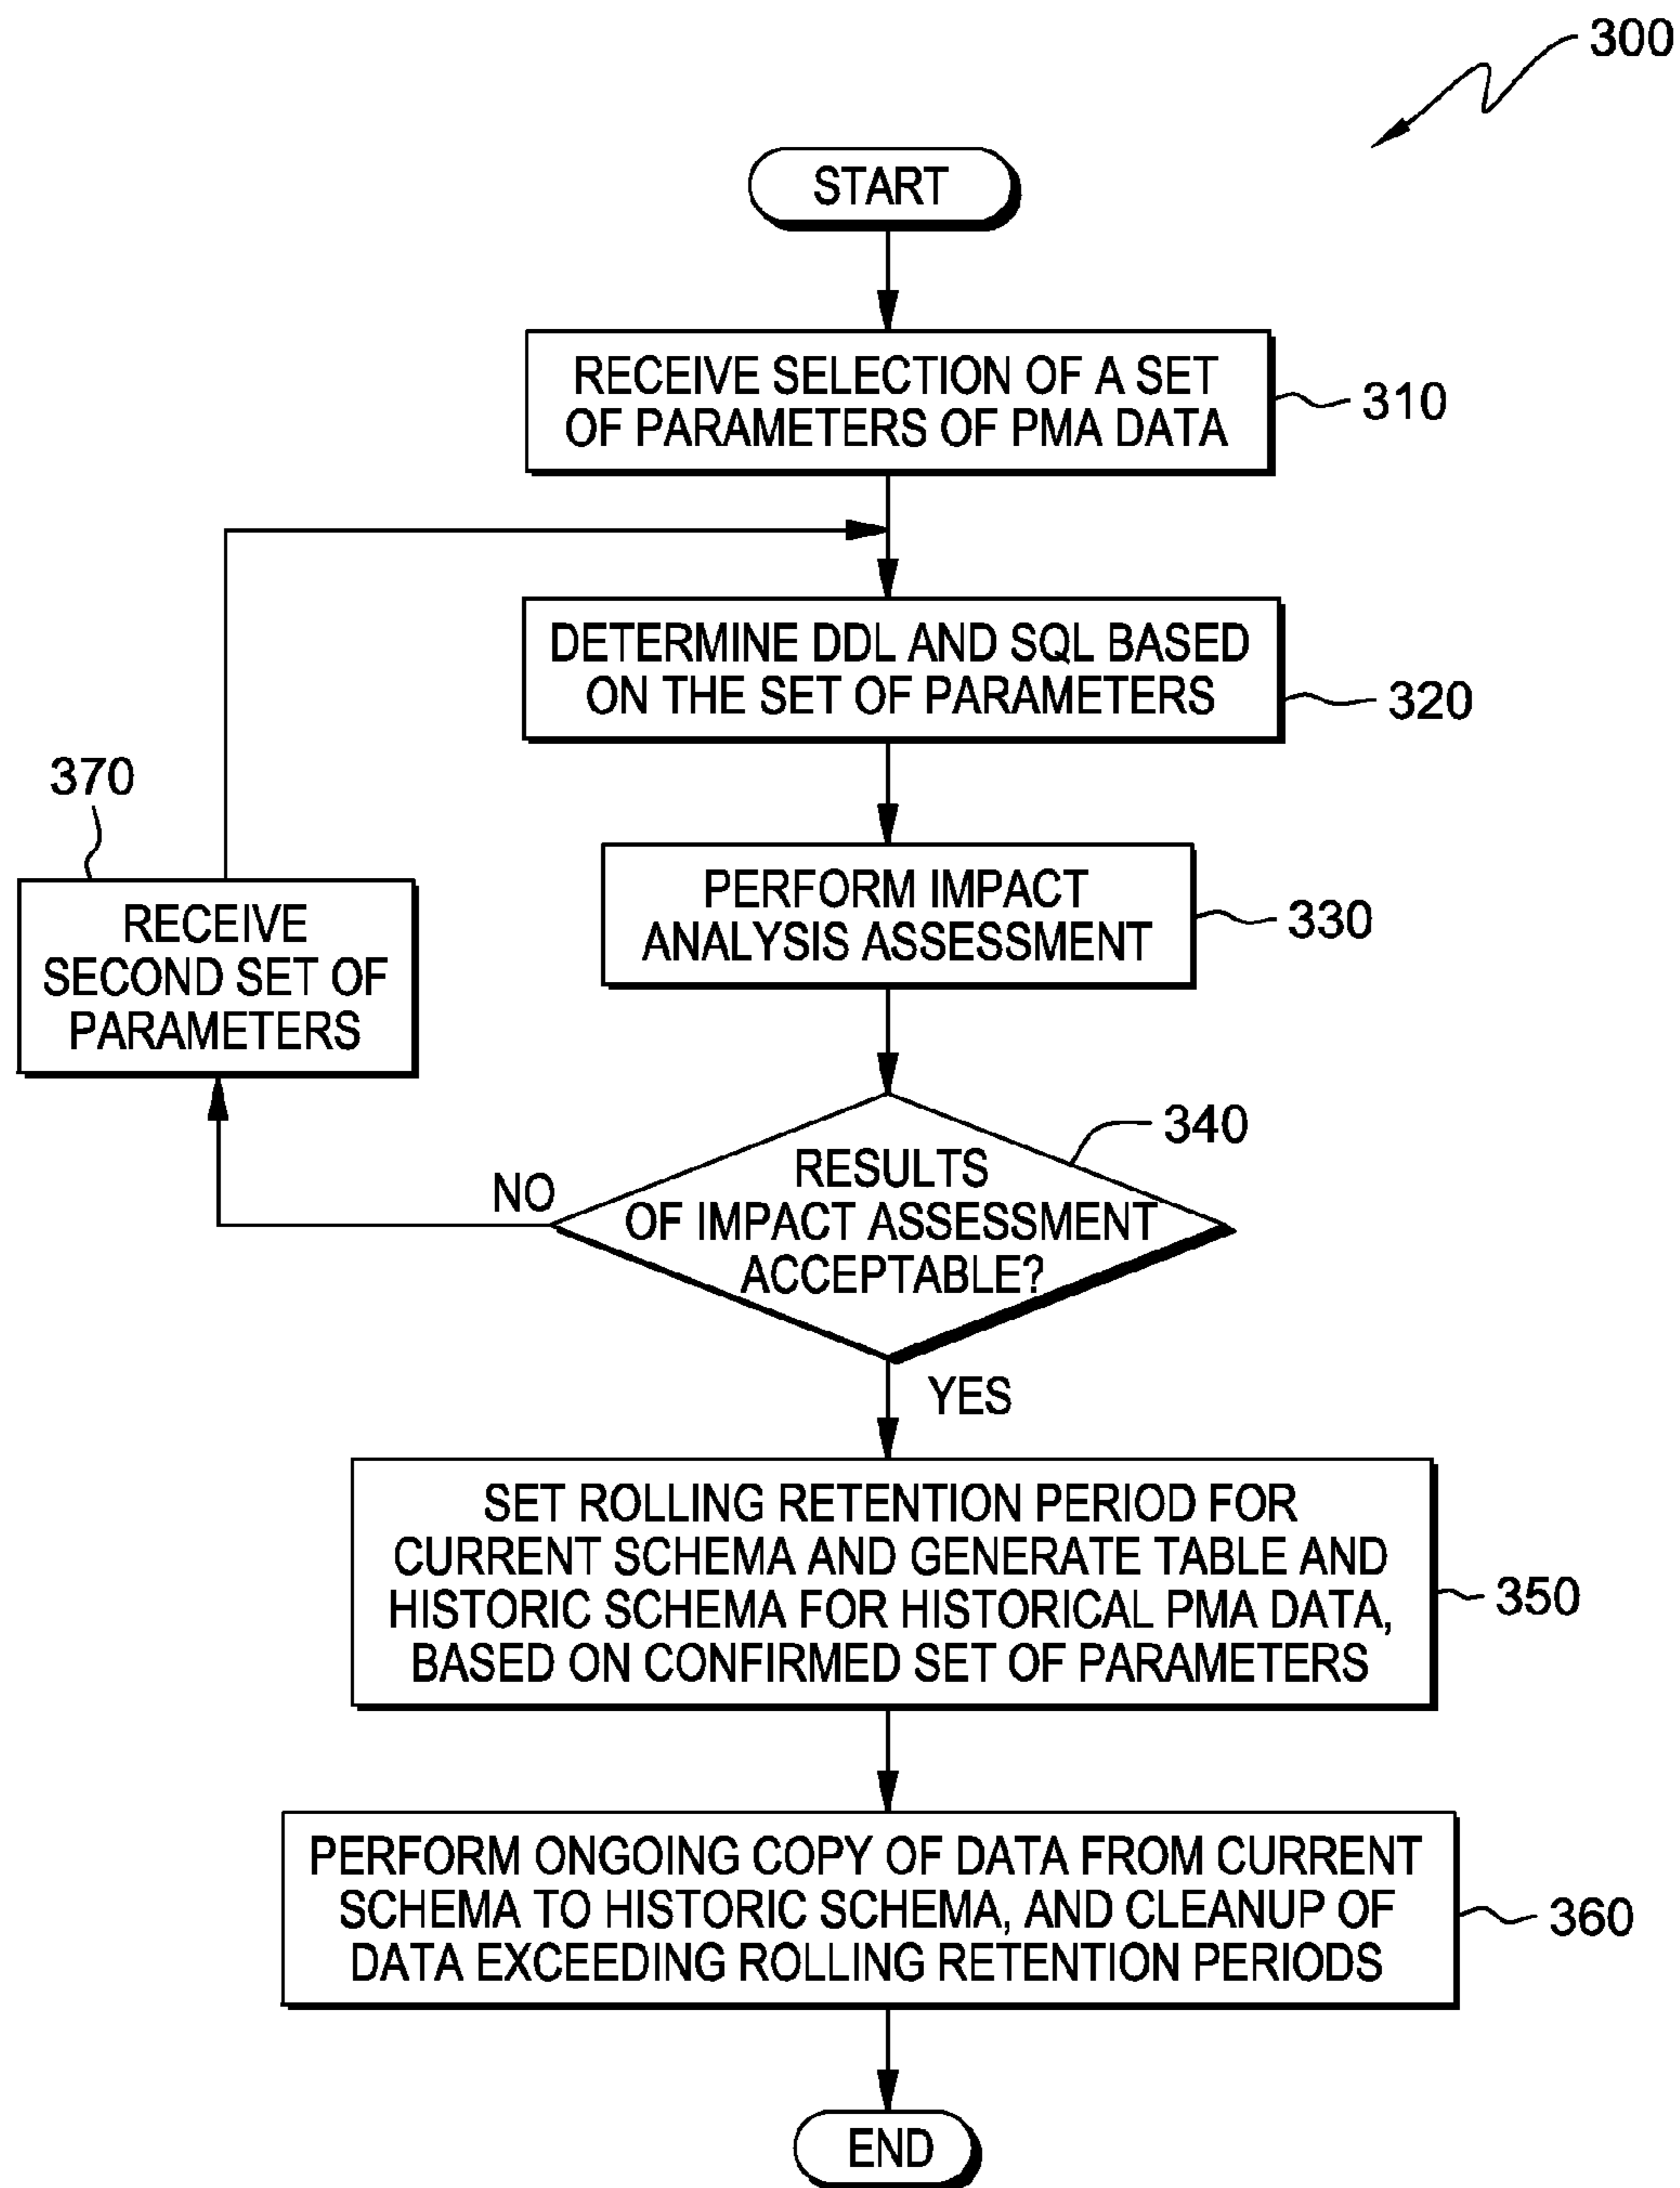 300
START
RECEIVE SELECTION OF A SET
OF PARAMETERS OF PMA DATA
310
DETERMINE DDL AND SQL BASED
ON THE SET OF PARAMETERS
320
370
RECEIVE
SECOND SET OF
PARAMETERS
PERFORM IMPACT
ANALYSIS ASSESSMENT
330
340
RESULTS
OF IMPACT ASSESSMENT
ACCEPTABLE?
NO
YES
SET ROLLING RETENTION PERIOD FOR
CURRENT SCHEMA AND GENERATE TABLE AND
HISTORIC SCHEMA FOR HISTORICAL PMA DATA,
BASED ON CONFIRMED SET OF PARAMETERS
350
PERFORM ONGOING COPY OF DATA FROM CURRENT
SCHEMA TO HISTORIC SCHEMA, AND CLEANUP OF
DATA EXCEEDING ROLLING RETENTION PERIODS
360
END